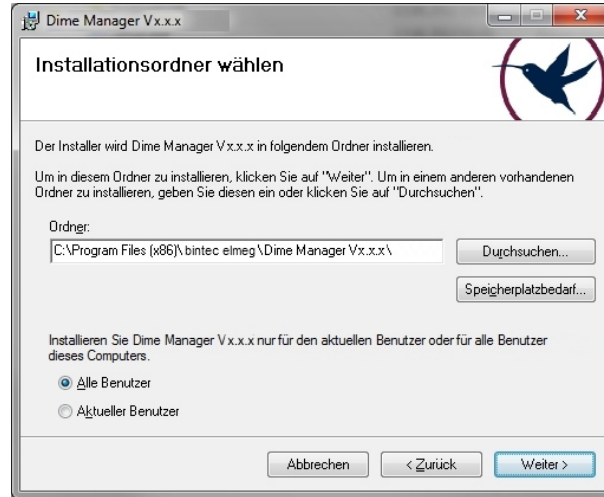 Dime Manager Vx.x.x
Installationsordner wählen
Der Installer wird Dime Manager Vx.x.x in folgendem Ordner installieren.
Um in diesem Ordner zu installieren, klicken Sie auf "Weiter". Um in einem anderen vorhandenen
Ordner zu installieren, geben Sie diesen ein oder klicken Sie auf "Durchsuchen".
Ordner:
C:\Program Files (x86)\ bintec elmeg \Dime Manager Vx.x.x\
Durchsuchen...
Speicherplatzbedarf...
Installieren Sie Dime Manager Vx.x.x nur für den aktuellen Benutzer oder für alle Benutzer
dieses Computers.
Alle Benutzer
Aktueller Benutzer
Abbrechen
< Zurück
Weiter >